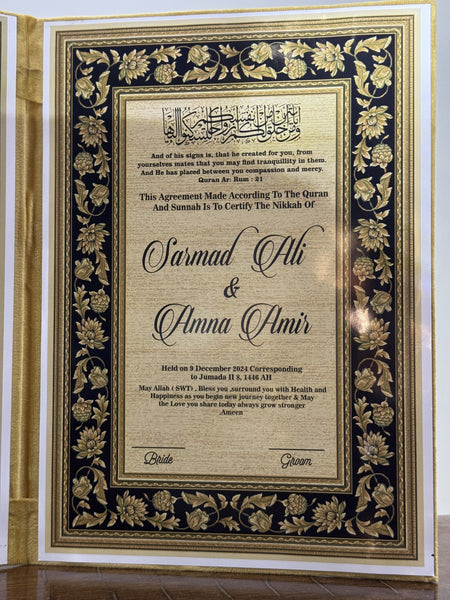 And of his signs is, that he created for you, from
yourselves mates that you may find tranquillity in them.
And He has placed between you compassion and mercy.
Quran Ar: Rum : 21
This Agreement Made According To The Quran
And Sunnah Is To Certify The Nikkah Of
Sarmad Ali
&
Amna Amir
Held on 9 December 2024 Corresponding
to Jumada II 8, 1446 AH
May Allah ( SWT) , Bless you ,surround you with Health and
Happiness as you begin new journey together & May
the Love you share today always grow stronger
.Ameen
Bride Groom